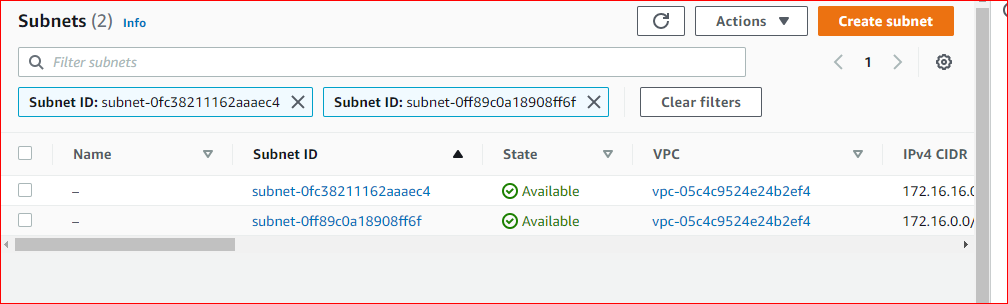 Subnets (2) Info Actions Create subnet
Filter subnets 1
Subnet ID: subnet-0fc38211162aaaec4 Subnet ID: subnet-0ff89c0a18908ff6f Clear filters
Name Subnet ID State VPC IPv4 CIDR
– subnet-0fc38211162aaaec4 Available vpc-05c4c9524e24b2ef4 172.16.16.0
– subnet-0ff89c0a18908ff6f Available vpc-05c4c9524e24b2ef4 172.16.0.0/